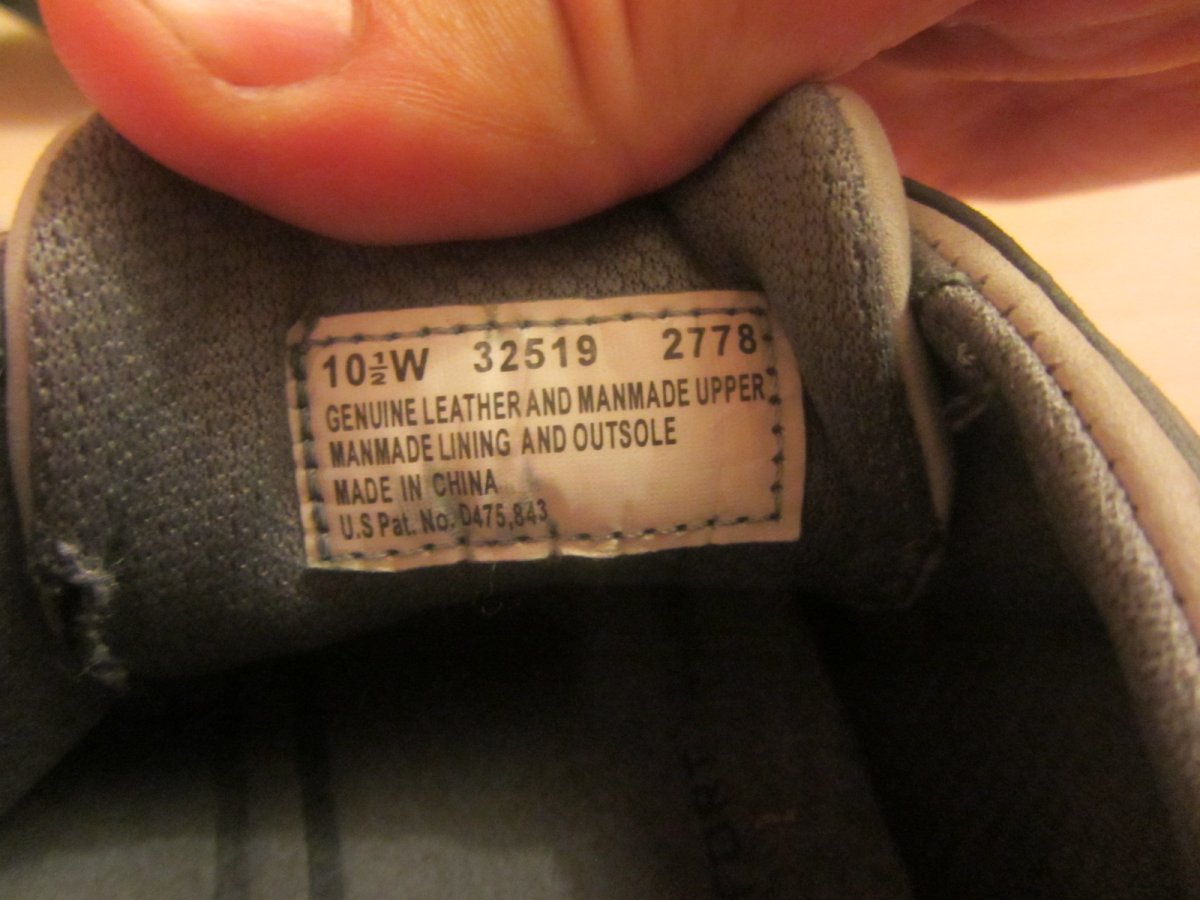 10½W 32519 2778
GENUINE LEATHER AND MANMADE UPPER
MANMADE LINING AND OUTSOLE
MADE IN CHINA
U.S Pat. No. D475,843